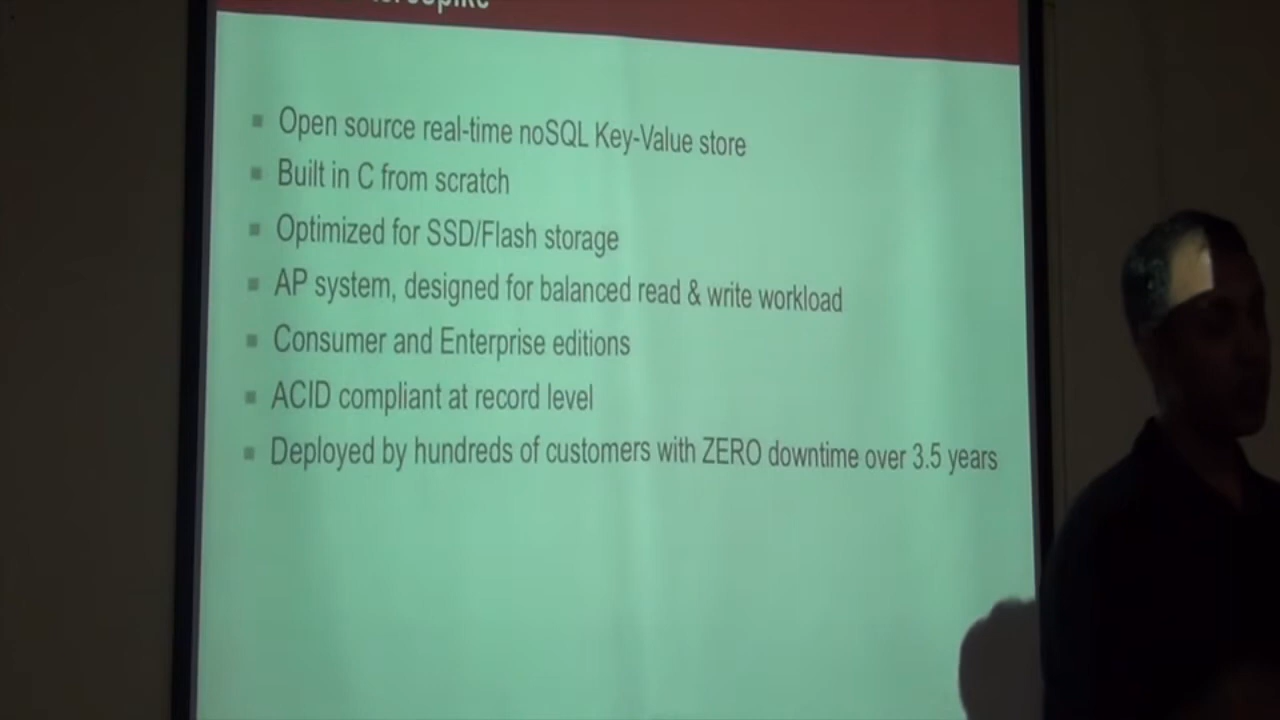 Open source real-time noSQL Key-Value store
Built in C from scratch
Optimized for SSD/Flash storage
AP system, designed for balanced read & write workload
Consumer and Enterprise editions
ACID compliant at record level
Deployed by hundreds of customers with ZERO downtime over 3.5 years